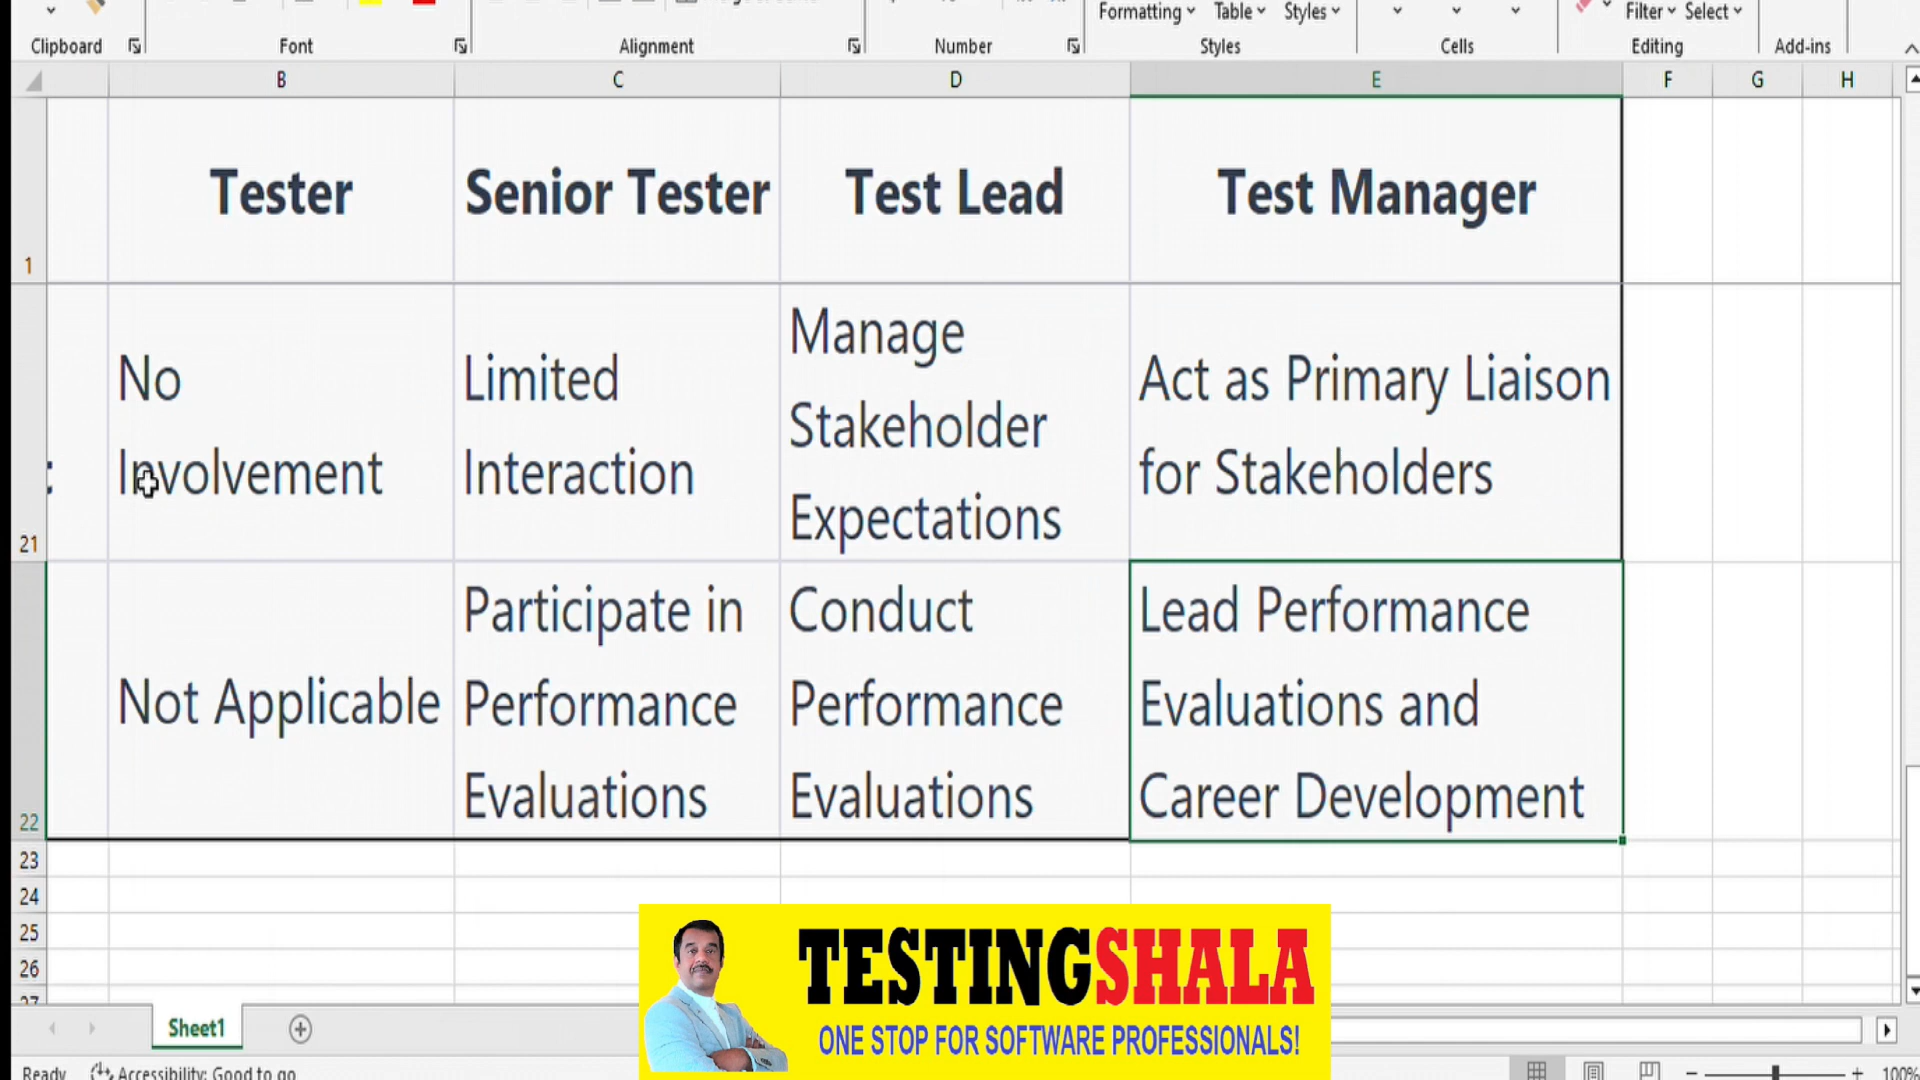 Formatting Table Styles Filter Select
Clipboard Font Alignment Number Styles Cells Editing Add-ins
B C D E F G H
Tester Senior Tester Test Lead Test Manager
1
No
Involvement
Limited
Interaction
Manage
Stakeholder
Expectations
Act as Primary Liaison
for Stakeholders
21
Not Applicable
Participate in
Performance
Evaluations
Conduct
Performance
Evaluations
Lead Performance
Evaluations and
Career Development
22
23
24
25
26
27
TESTINGSHALA
ONE STOP FOR SOFTWARE PROFESSIONALS!
Sheet1
Ready Accessibility: Good to go 100%